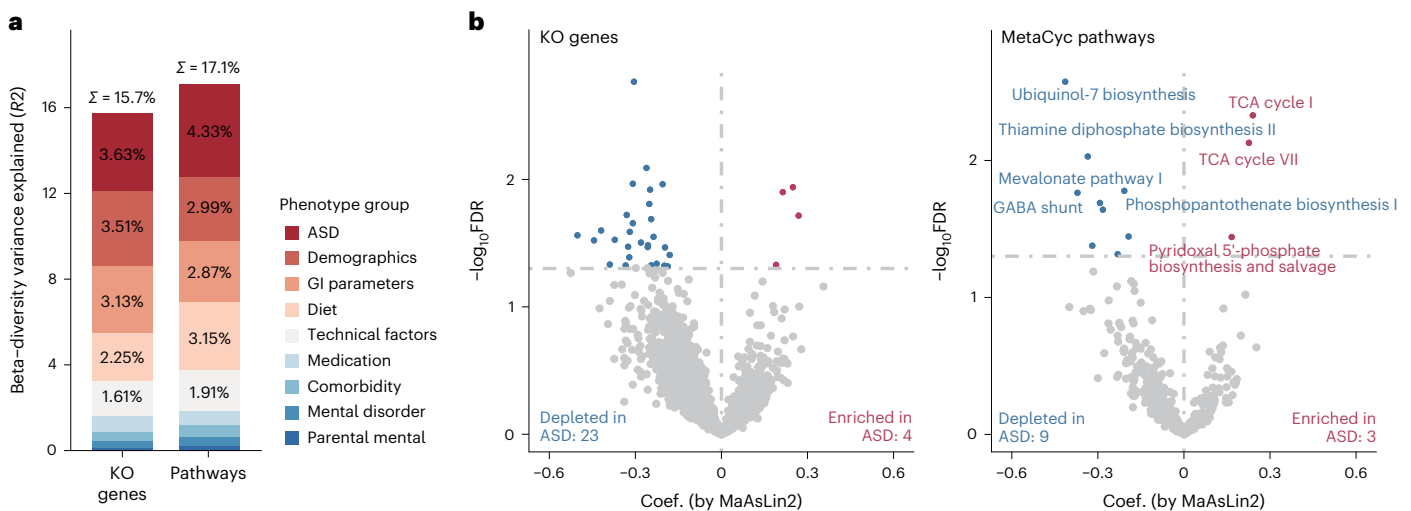 a
Beta-diversity variance explained (R2)
16
12
8
4
0
Σ = 15.7%
Σ = 17.1%
3.63%
3.51%
3.13%
2.25%
1.61%
4.33%
2.99%
2.87%
3.15%
1.91%
KO
genes
Pathways
Phenotype group
ASD
Demographics
GI parameters
Diet
Technical factors
Medication
Comorbidity
Mental disorder
Parental mental
b
KO genes
−log10FDR
2
1
0
Depleted in
ASD: 23
Enriched in
ASD: 4
−0.6
−0.3
0
0.3
0.6
Coef. (by MaAsLin2)
MetaCyc pathways
−log10FDR
2
1
0
Ubiquinol-7 biosynthesis
TCA cycle I
Thiamine diphosphate biosynthesis II
TCA cycle VII
Mevalonate pathway I
GABA shunt
Phosphopantothenate biosynthesis I
Pyridoxal 5'-phosphate
biosynthesis and salvage
Depleted in
ASD: 9
Enriched in
ASD: 3
−0.6
−0.3
0
0.3
0.6
Coef. (by MaAsLin2)